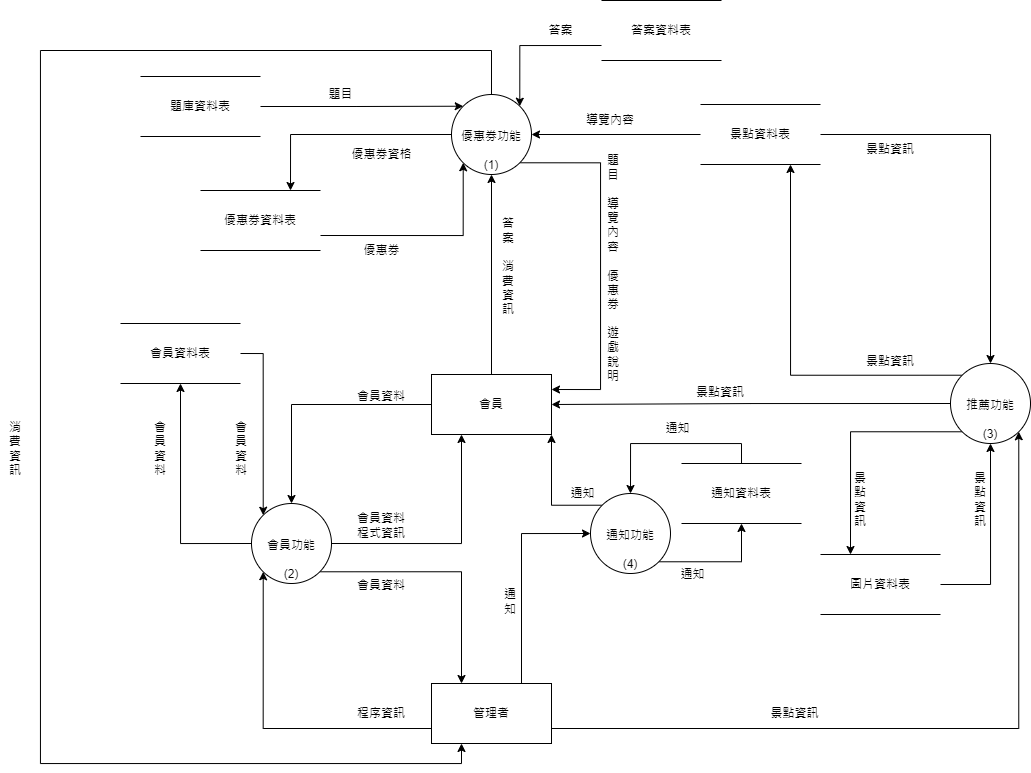 答案
答案資料表
題庫資料表
題目
優惠劵功能
(1)
導覽內容
景點資料表
景點資訊
優惠劵資格
優惠劵資料表
優惠劵
答案 消費資訊
題目 導覽內容 優惠劵 遊戲說明
會員資料表
景點資訊
會員資料
會員
景點資訊
推薦功能
(3)
消費資訊
會員資料
會員資料
通知
通知
通知資料表
景點資訊
景點資訊
會員資料
程式資訊
會員功能
(2)
通知功能
(4)
通知
會員資料
圖片資料表
通知
程序資訊
管理者
景點資訊